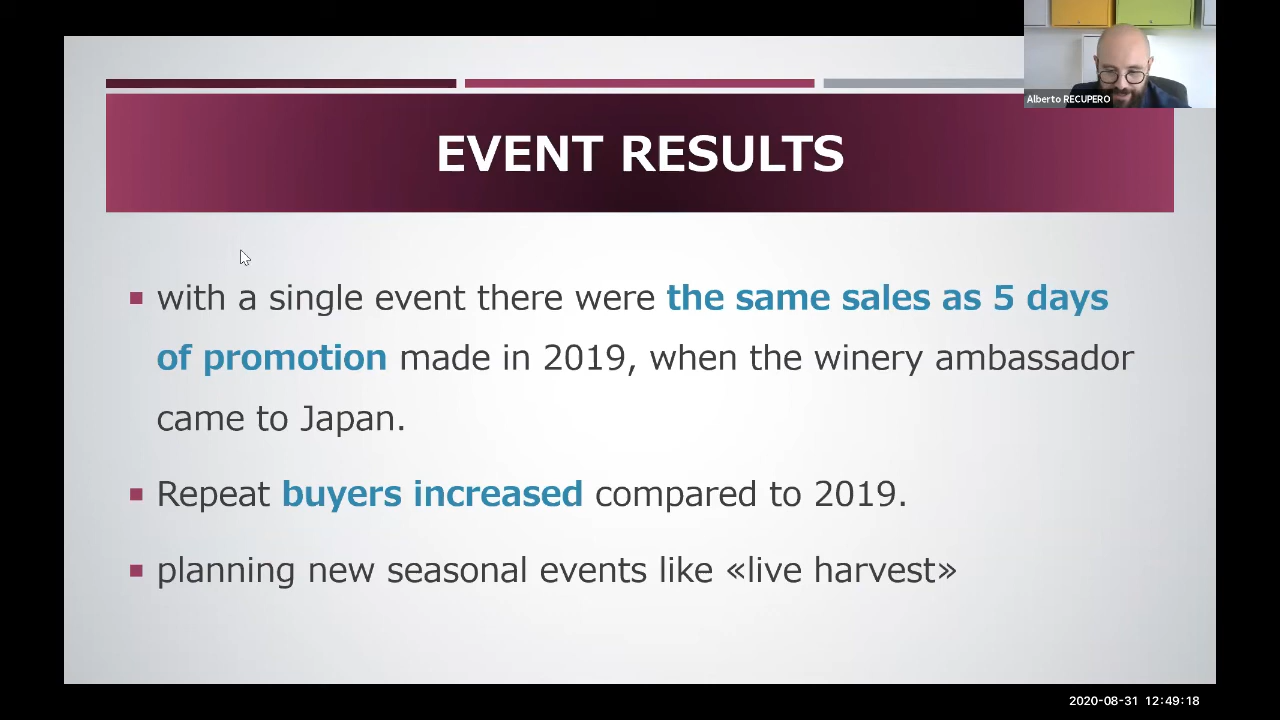 Alberto RECUPERO
EVENT RESULTS
with a single event there were the same sales as 5 days
of promotion made in 2019, when the winery ambassador
came to Japan.
Repeat buyers increased compared to 2019.
planning new seasonal events like «live harvest»
2020-08-31 12:49:18